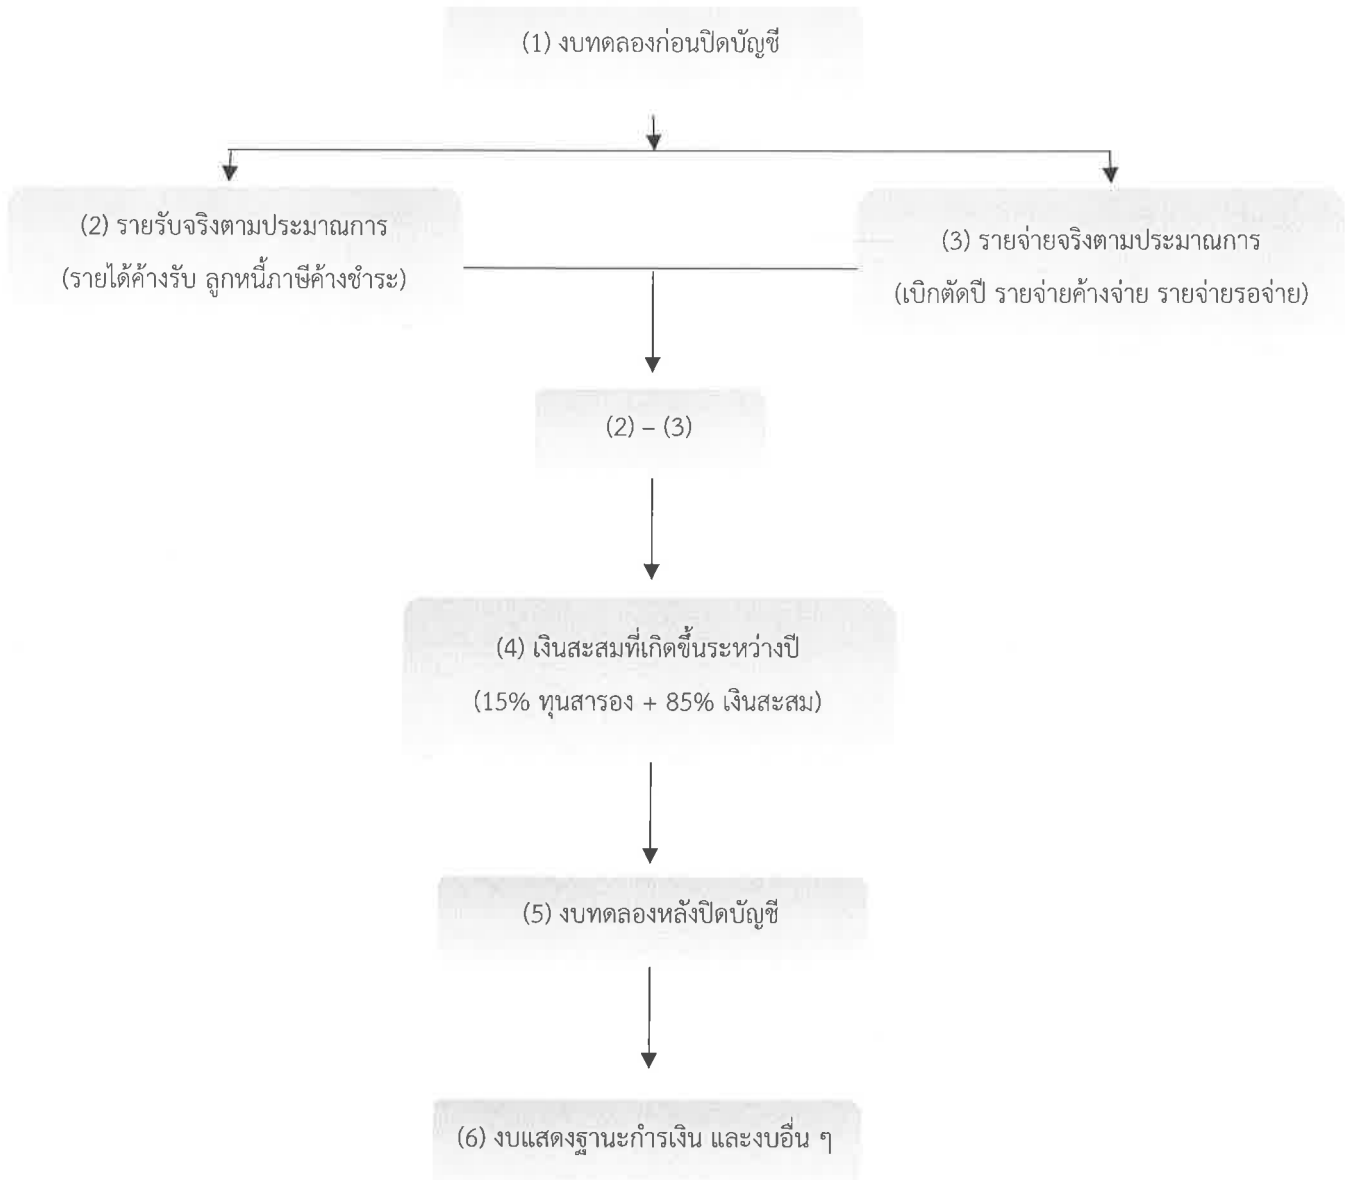 (1) งบทดลองก่อนปิดบัญชี
(2) รายรับจริงตามประมาณการ
(รายได้ค้างรับ ลูกหนี้ภาษีค้างชำระ)
(3) รายจ่ายจริงตามประมาณการ
(เบิกตัดปี รายจ่ายค้างจ่าย รายจ่ายรอจ่าย)
(2) – (3)
(4) เงินสะสมที่เกิดขึ้นระหว่างปี
(15% ทุนสารอง + 85% เงินสะสม)
(5) งบทดลองหลังปิดบัญชี
(6) งบแสดงฐานะกำรเงิน และงบอื่น ๆ